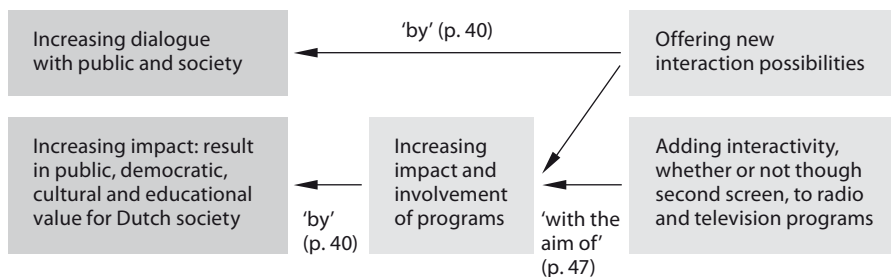 Increasing dialogue
with public and society
‘by’ (p. 40)
Offering new
interaction possibilities
Increasing impact: result
in public, democratic,
cultural and educational
value for Dutch society
‘by’
(p. 40)
Increasing
impact and
involvement
of programs
‘with the
aim of’
(p. 47)
Adding interactivity,
whether or not though
second screen, to radio
and television programs